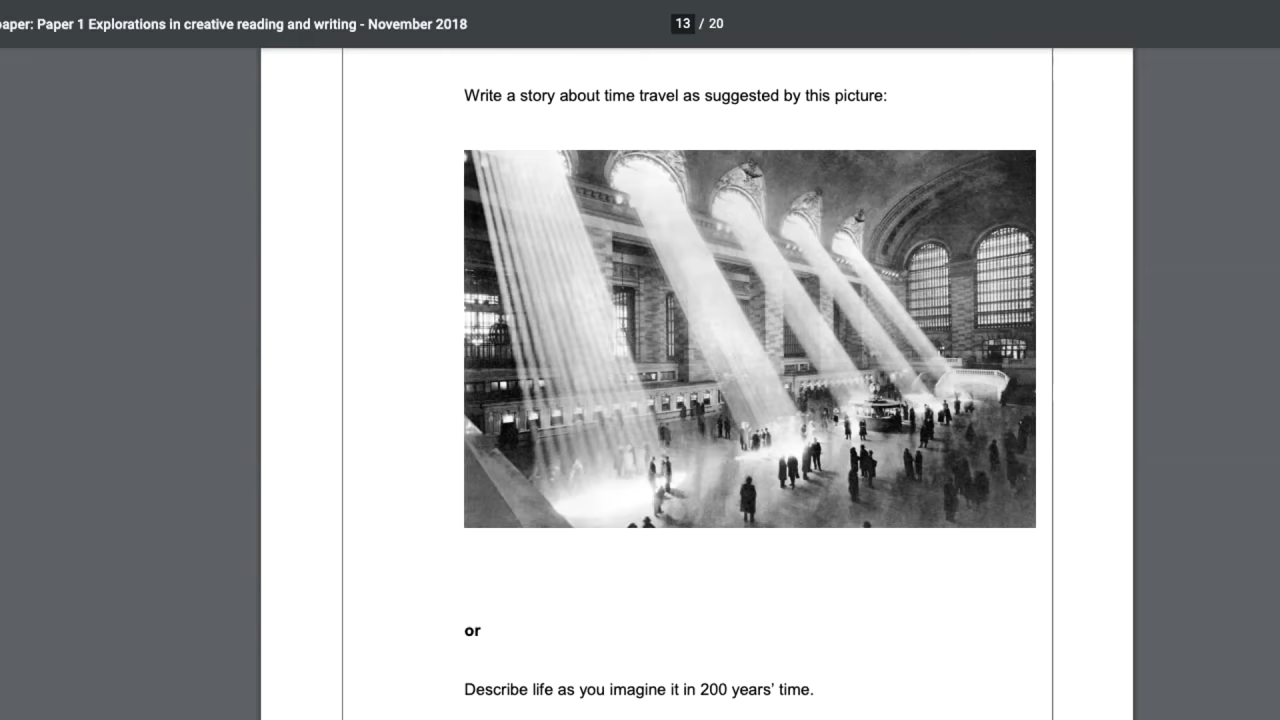 paper: Paper 1 Explorations in creative reading and writing - November 2018
13 / 20
Write a story about time travel as suggested by this picture:
or
Describe life as you imagine it in 200 years’ time.